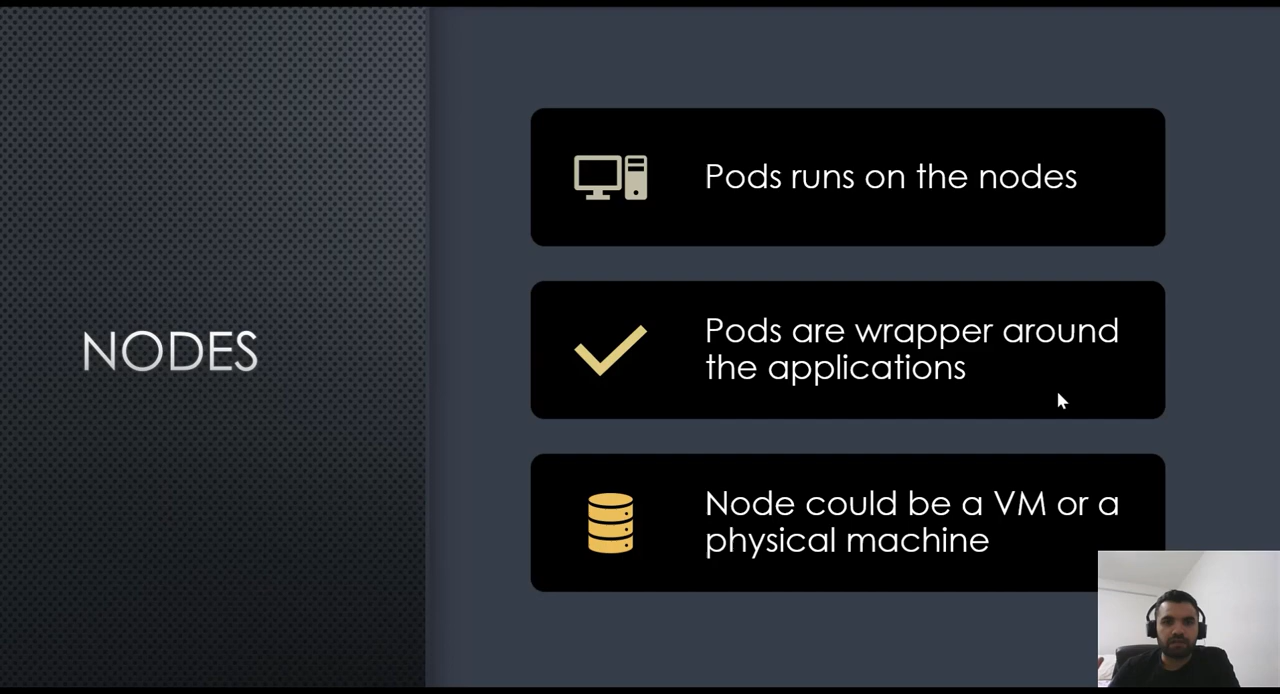 NODES
Pods runs on the nodes
Pods are wrapper around
the applications
Node could be a VM or a
physical machine